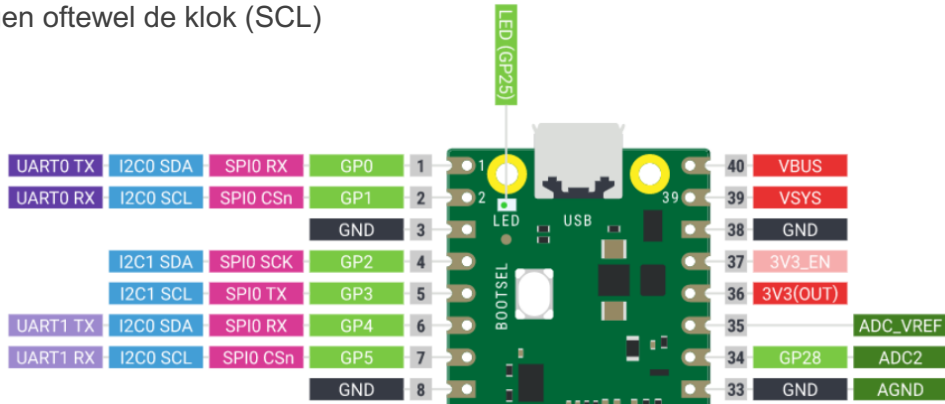 en oftewel de klok (SCL)
LED (GP25)
UART0 TX I2C0 SDA SPI0 RX GP0 1 1 40 VBUS
UART0 RX I2C0 SCL SPI0 CSn GP1 2 2 39 39 VSYS
LED USB
GND 3 38 GND
I2C1 SDA SPI0 SCK GP2 4 37 3V3_EN
BOOTSEL
I2C1 SCL SPI0 TX GP3 5 36 3V3(OUT)
UART1 TX I2C0 SDA SPI0 RX GP4 6 35 ADC_VREF
UART1 RX I2C0 SCL SPI0 CSn GP5 7 34 GP28 ADC2
GND 8 33 GND AGND